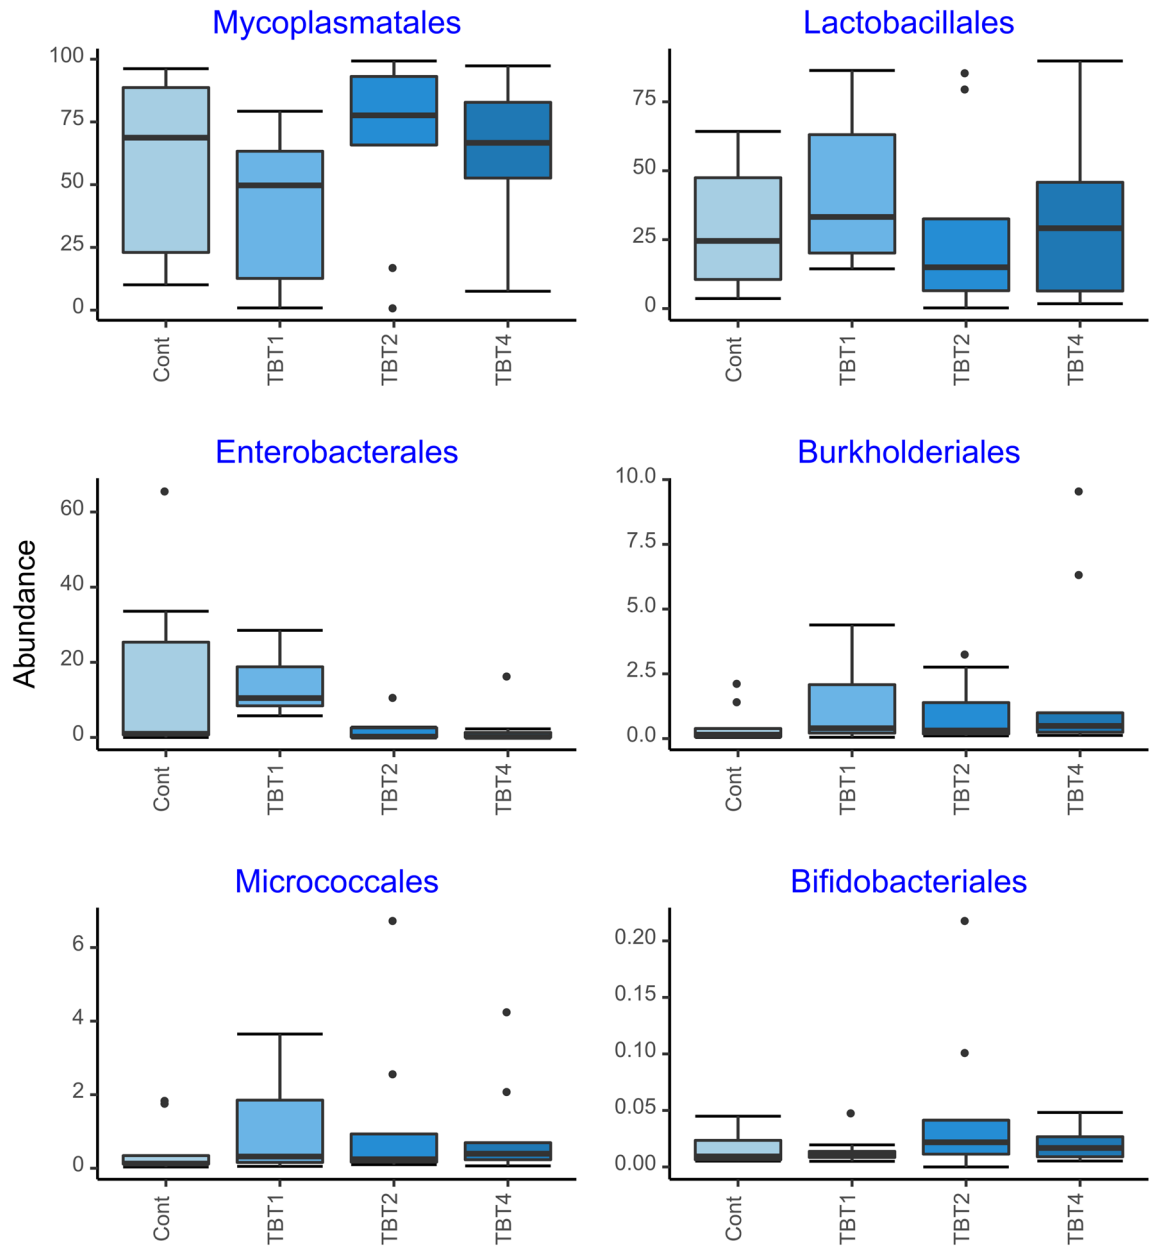 Mycoplasmatales
Lactobacillales
100
75
50
25
0
Cont
TBT1
TBT2
TBT4
75
50
25
0
Cont
TBT1
TBT2
TBT4
Enterobacterales
Burkholderiales
Abundance
60
40
20
0
Cont
TBT1
TBT2
TBT4
10.0
7.5
5.0
2.5
0.0
Cont
TBT1
TBT2
TBT4
Micrococcales
Bifidobacteriales
6
4
2
0
Cont
TBT1
TBT2
TBT4
0.20
0.15
0.10
0.05
0.00
Cont
TBT1
TBT2
TBT4